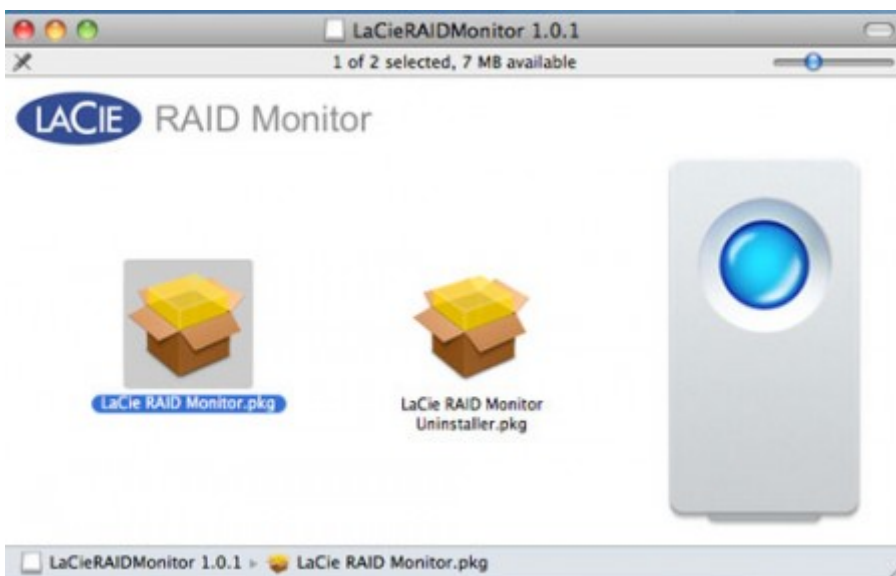 LaCieRAIDMonitor 1.0.1
1 of 2 selected, 7 MB available
LACIE RAID Monitor
LaCie RAID Monitor.pkg
LaCie RAID Monitor
Uninstaller.pkg
LaCieRAIDMonitor 1.0.1 ▸ LaCie RAID Monitor.pkg